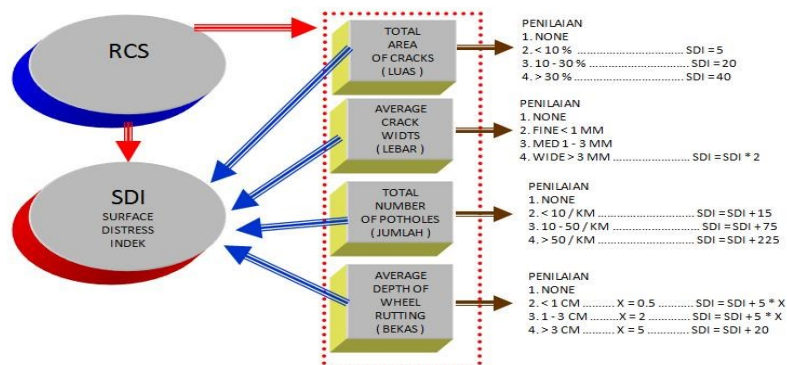 RCS
SDI
SURFACE
DISTRESS
INDEK
TOTAL
AREA
OF CRACKS
( LUAS )
PENILAIAN
1. NONE
2. < 10 % ........................... SDI = 5
3. 10 - 30 % ........................ SDI = 20
4. > 30 % ........................... SDI = 40
AVERAGE
CRACK
WIDTS
( LEBAR )
PENILAIAN
1. NONE
2. FINE < 1 MM
3. MED 1 - 3 MM
4. WIDE > 3 MM .................... SDI = SDI * 2
TOTAL
NUMBER
OF POTHOLES
( JUMLAH )
PENILAIAN
1. NONE
2. < 10 / KM ........................ SDI = SDI + 15
3. 10 - 50 / KM ........................ SDI = SDI + 75
4. > 50 / KM ........................ SDI = SDI + 225
AVERAGE
DEPTH OF
WHEEL
RUTTING
( BEKAS )
PENILAIAN
1. NONE
2. < 1 CM .......... X = 0.5 ........... SDI = SDI + 5 * X
3. 1 - 3 CM ..........X = 2 ........... SDI = SDI + 5 * X
4. > 3 CM ...........X = 5 ........... SDI = SDI + 20